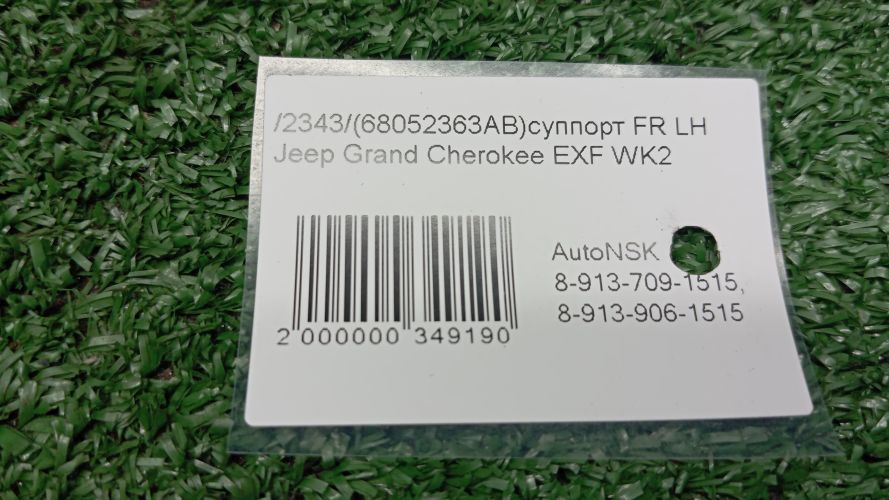 /2343/(68052363AB)суппорт FR LH
Jeep Grand Cherokee EXF WK2
AutoNSK
8-913-709-1515,
8-913-906-1515
2 000000 349190